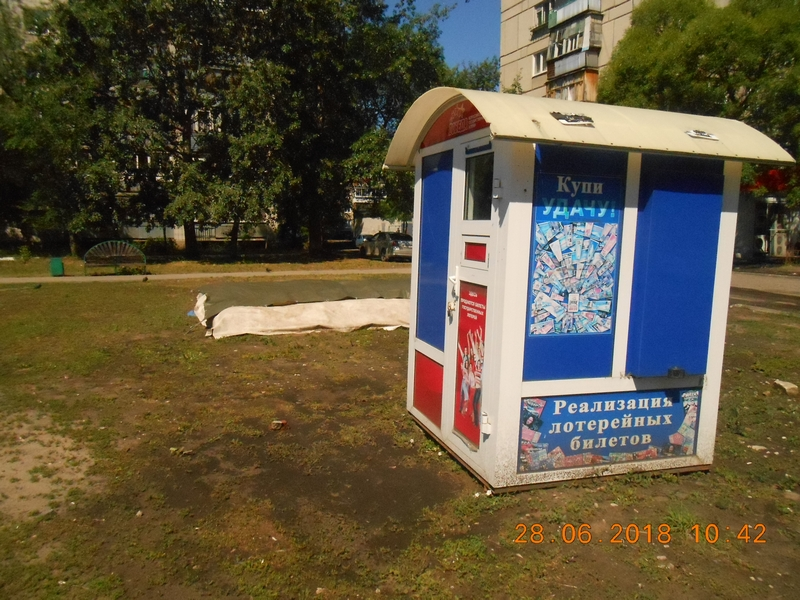 Купи
УДАЧУ!
Реализация
лотерейных
билетов
28.06.2018 10:42